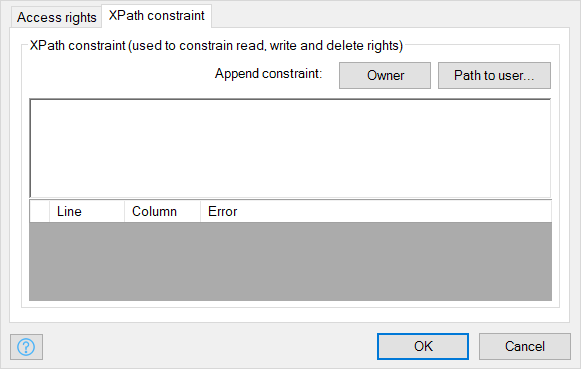 Access rights XPath constraint
XPath constraint (used to constrain read, write and delete rights)
Append constraint: Owner Path to user...
Line Column Error
? OK Cancel